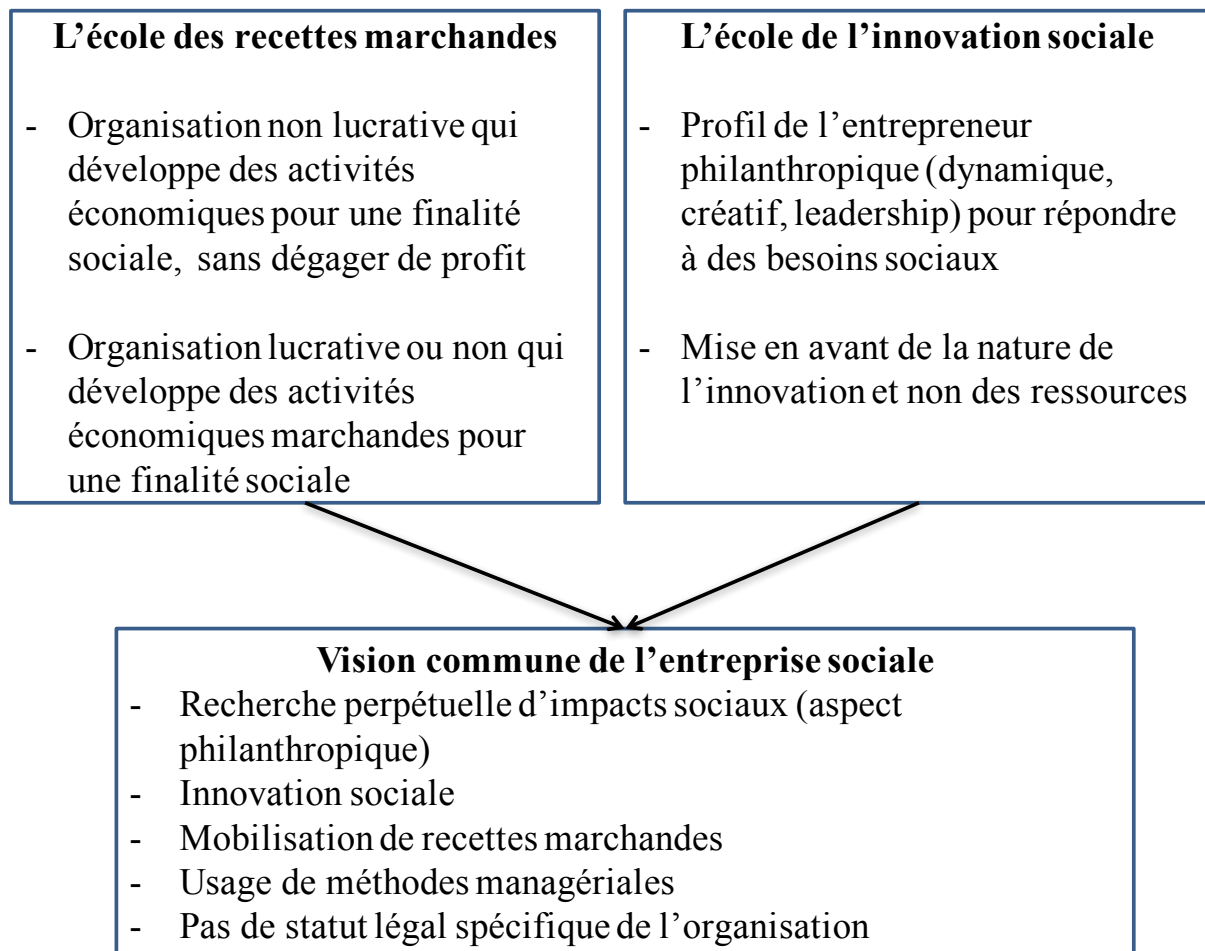 L’école des recettes marchandes
- Organisation non lucrative qui
développe des activités
économiques pour une finalité
sociale, sans dégager de profit
- Organisation lucrative ou non qui
développe des activités
économiques marchandes pour
une finalité sociale
L’école de l’innovation sociale
- Profil de l’entrepreneur
philanthropique (dynamique,
créatif, leadership) pour répondre
à des besoins sociaux
- Mise en avant de la nature de
l’innovation et non des ressources
Vision commune de l’entreprise sociale
- Recherche perpétuelle d’impacts sociaux (aspect
philanthropique)
- Innovation sociale
- Mobilisation de recettes marchandes
- Usage de méthodes managériales
- Pas de statut légal spécifique de l’organisation